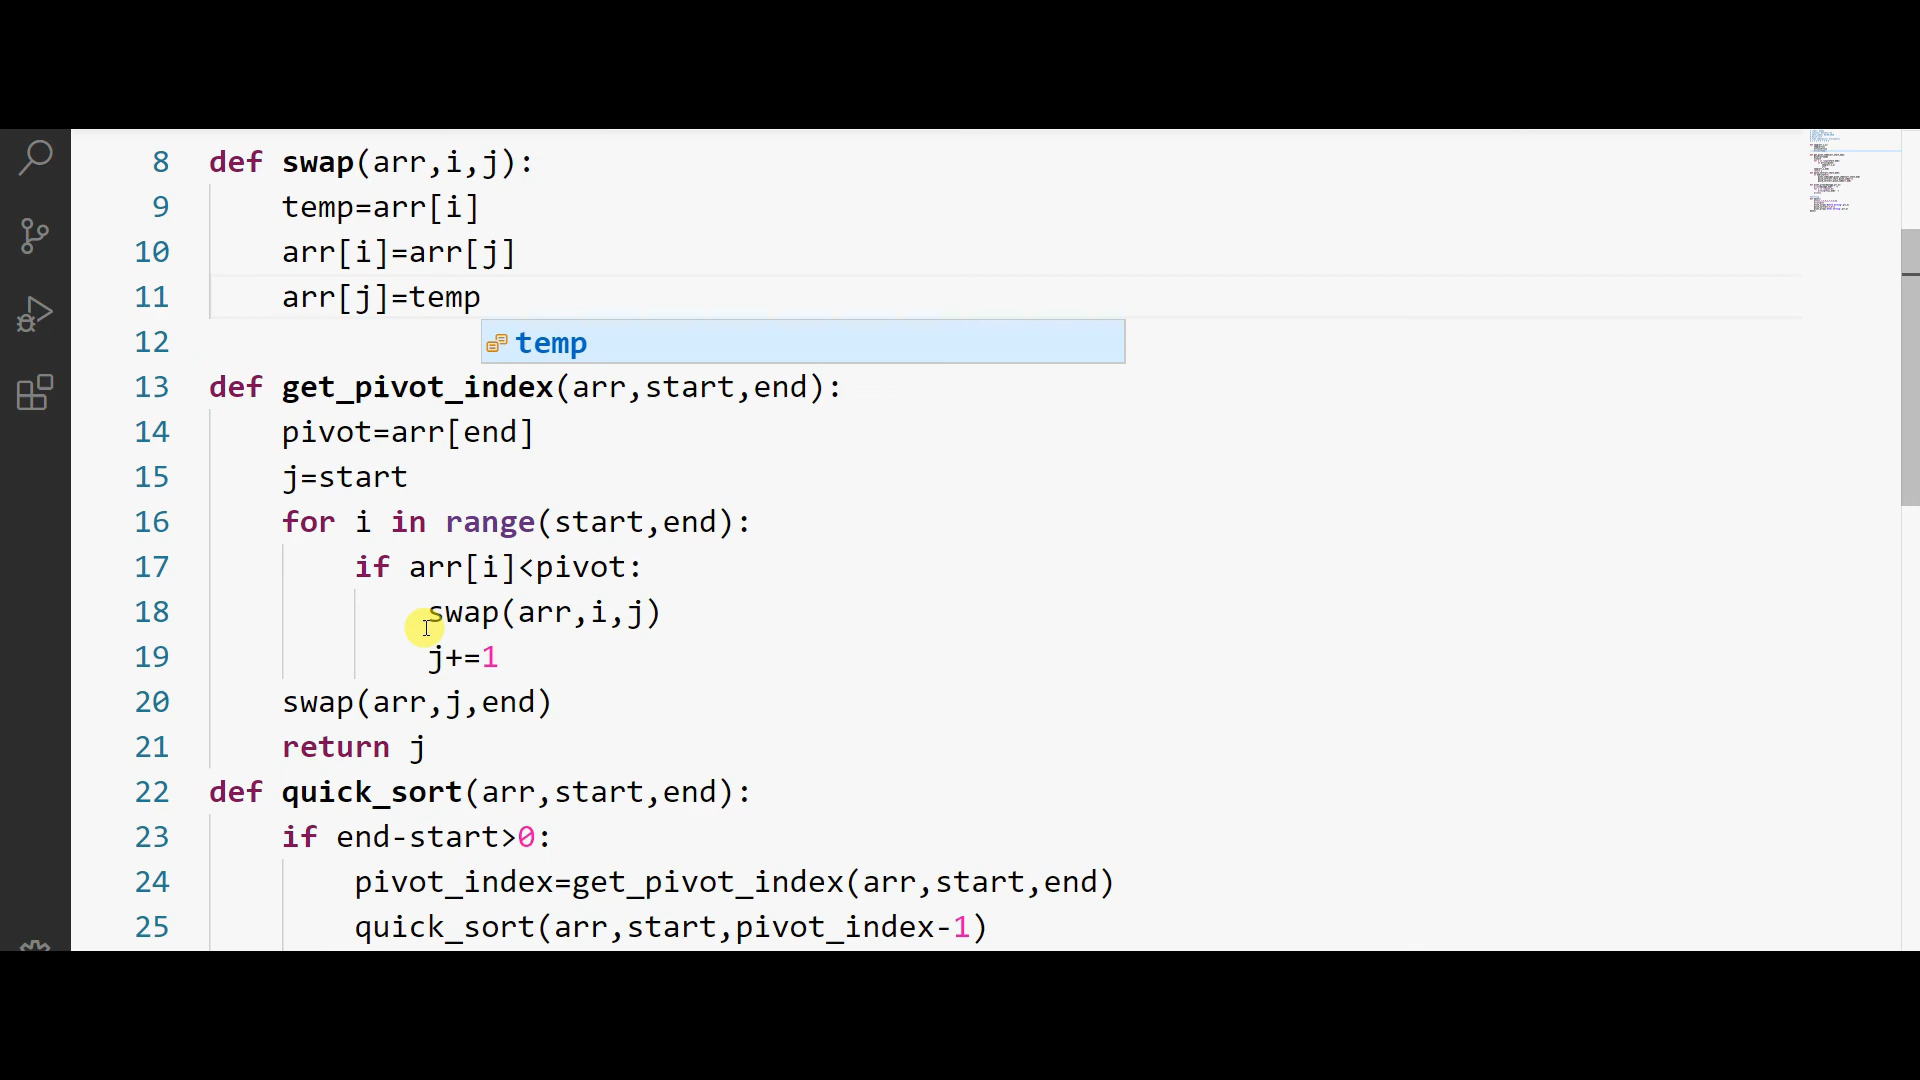 8 def swap(arr,i,j):
9 temp=arr[i]
10 arr[i]=arr[j]
11 arr[j]=temp
12 temp
13 def get_pivot_index(arr,start,end):
14 pivot=arr[end]
15 j=start
16 for i in range(start,end):
17 if arr[i]<pivot:
18 swap(arr,i,j)
19 j+=1
20 swap(arr,j,end)
21 return j
22 def quick_sort(arr,start,end):
23 if end-start>0:
24 pivot_index=get_pivot_index(arr,start,end)
25 quick_sort(arr,start,pivot_index-1)